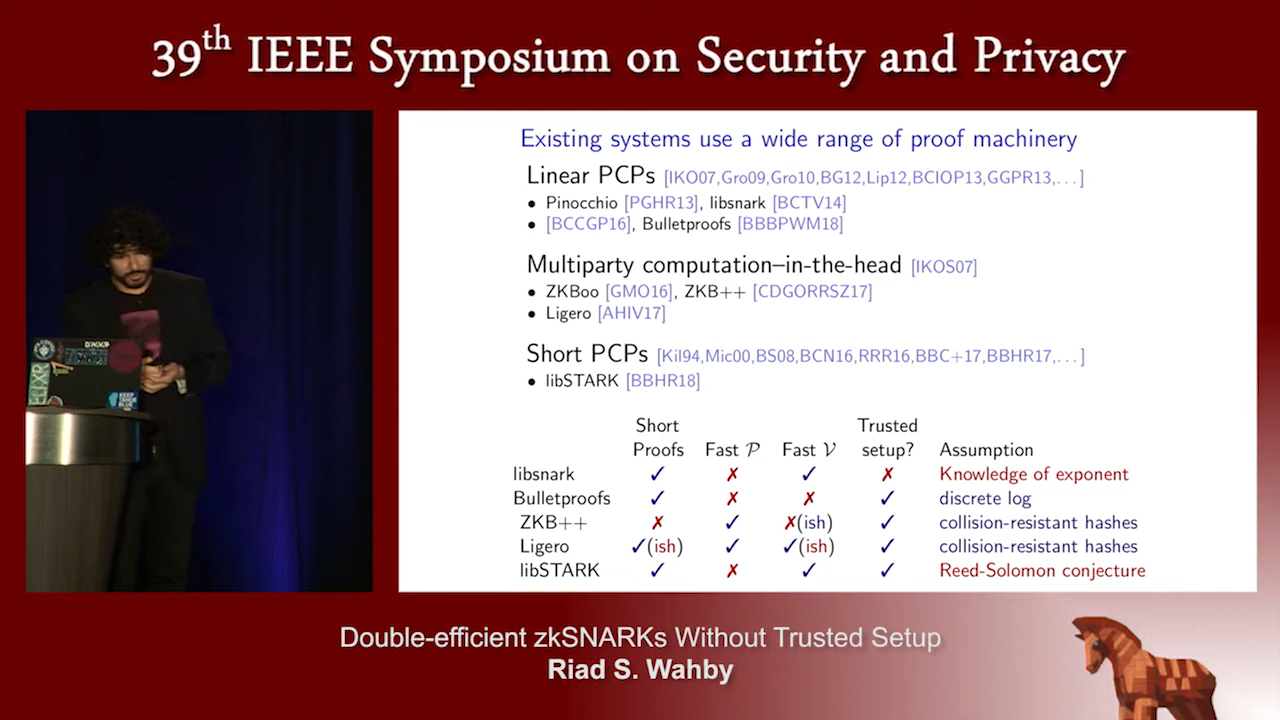 39th IEEE Symposium on Security and Privacy
Existing systems use a wide range of proof machinery
Linear PCPs [IKO07,Gro09,Gro10,BG12,Lip12,BCIOP13,GGPR13,...]
• Pinocchio [PGHR13], libsnark [BCTV14]
• [BCCGP16], Bulletproofs [BBBPWM18]
Multiparty computation–in-the-head [IKOS07]
• ZKBoo [GMO16], ZKB++ [CDGORRSZ17]
• Ligero [AHIV17]
Short PCPs [Kil94,Mic00,BS08,BCN16,RRR16,BBC+17,BBHR17,...]
• libSTARK [BBHR18]
Short Trusted
Proofs Fast 𝒫 Fast 𝒱 setup? Assumption
libsnark ✓ ✗ ✓ ✗ Knowledge of exponent
Bulletproofs ✓ ✗ ✗ ✓ discrete log
ZKB++ ✗ ✓ ✗(ish) ✓ collision-resistant hashes
Ligero ✓(ish) ✓ ✓(ish) ✓ collision-resistant hashes
libSTARK ✓ ✗ ✓ ✓ Reed-Solomon conjecture
Double-efficient zkSNARKs Without Trusted Setup
Riad S. Wahby